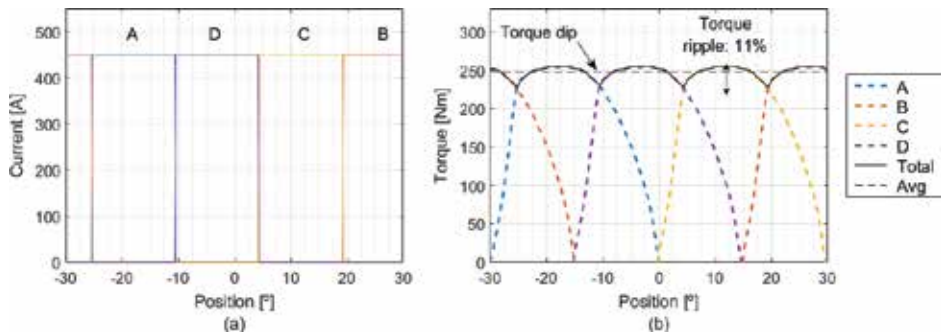 A
D
C
B
500
400
300
200
100
0
Current [A]
-30
-20
-10
0
10
20
30
Position [°]
(a)
Torque dip
Torque
ripple: 11%
300
250
200
150
100
50
0
Torque [Nm]
-30
-20
-10
0
10
20
30
Position [°]
(b)
A
B
C
D
Total
Avg